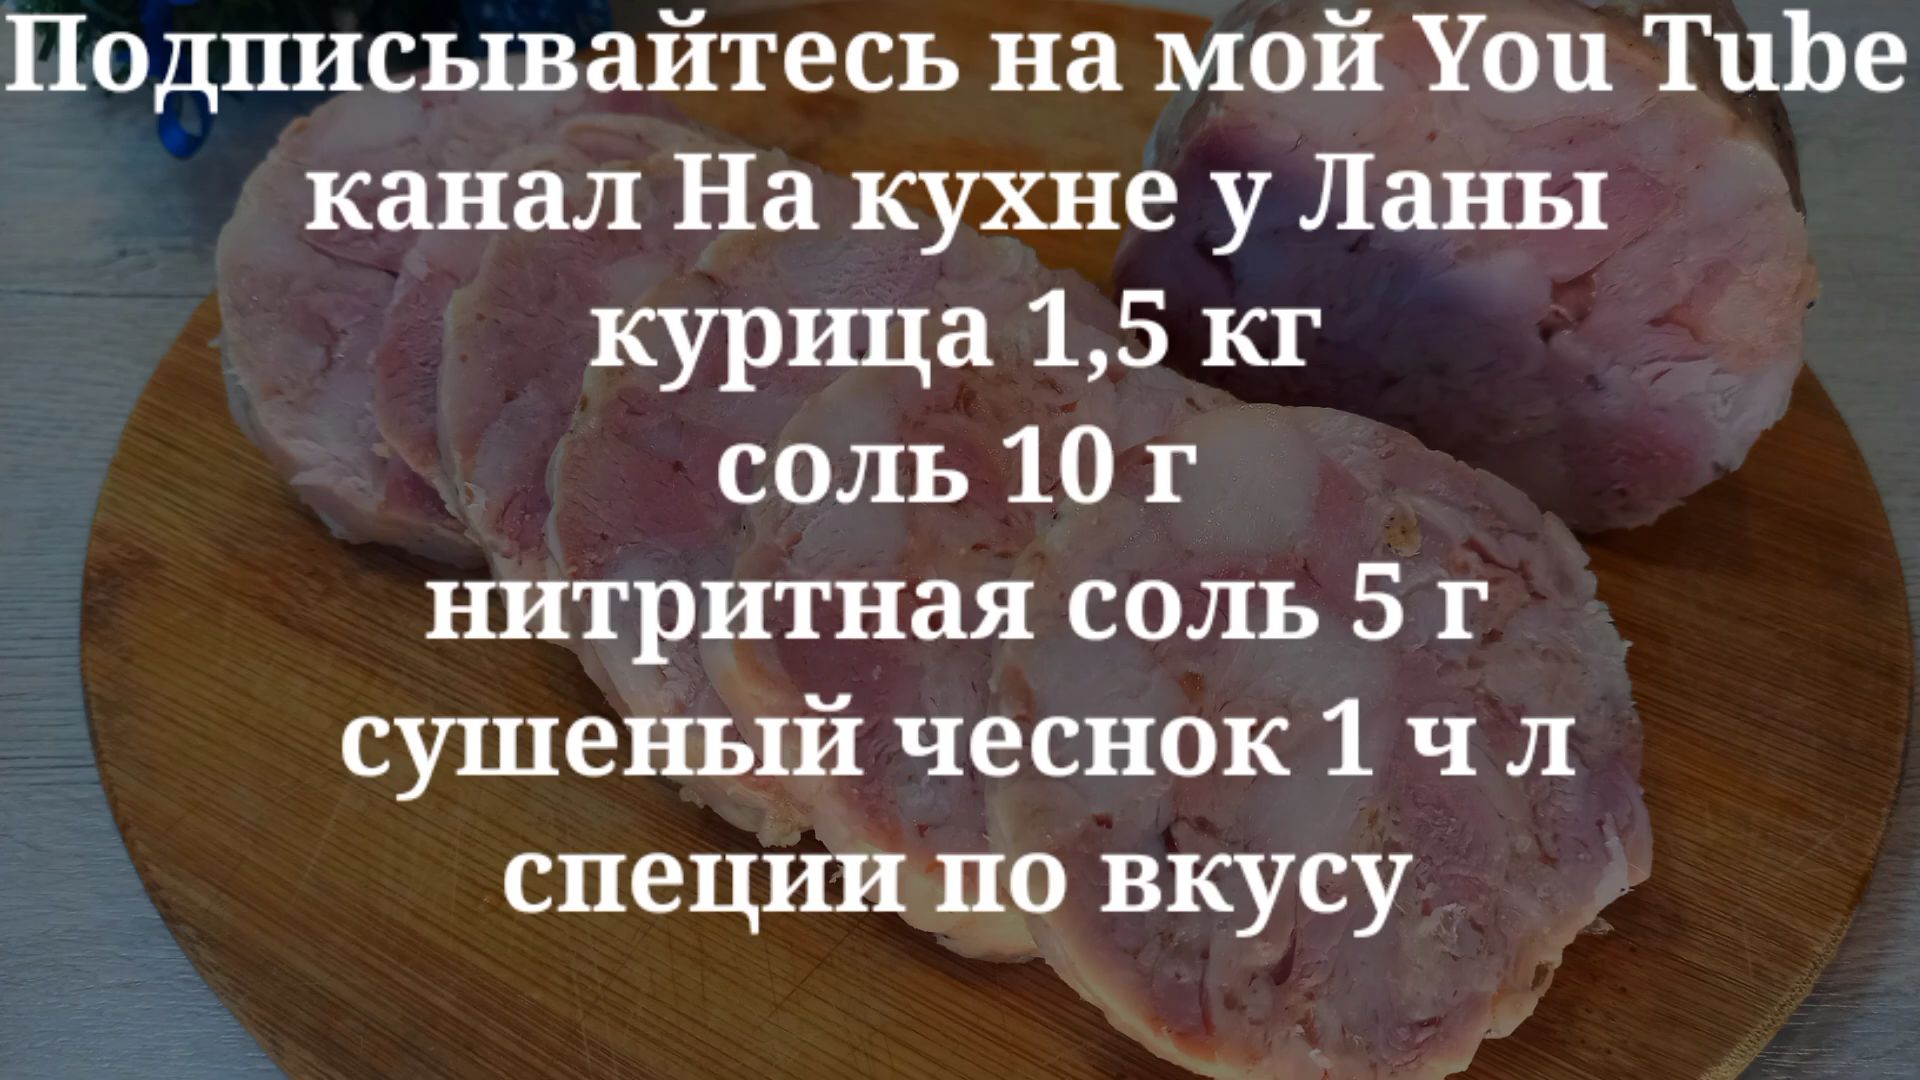 Подписывайтесь на мой You Tube
канал На кухне у Ланы
курица 1,5 кг
соль 10 г
нитритная соль 5 г
сушеный чеснок 1 ч л
специи по вкусу